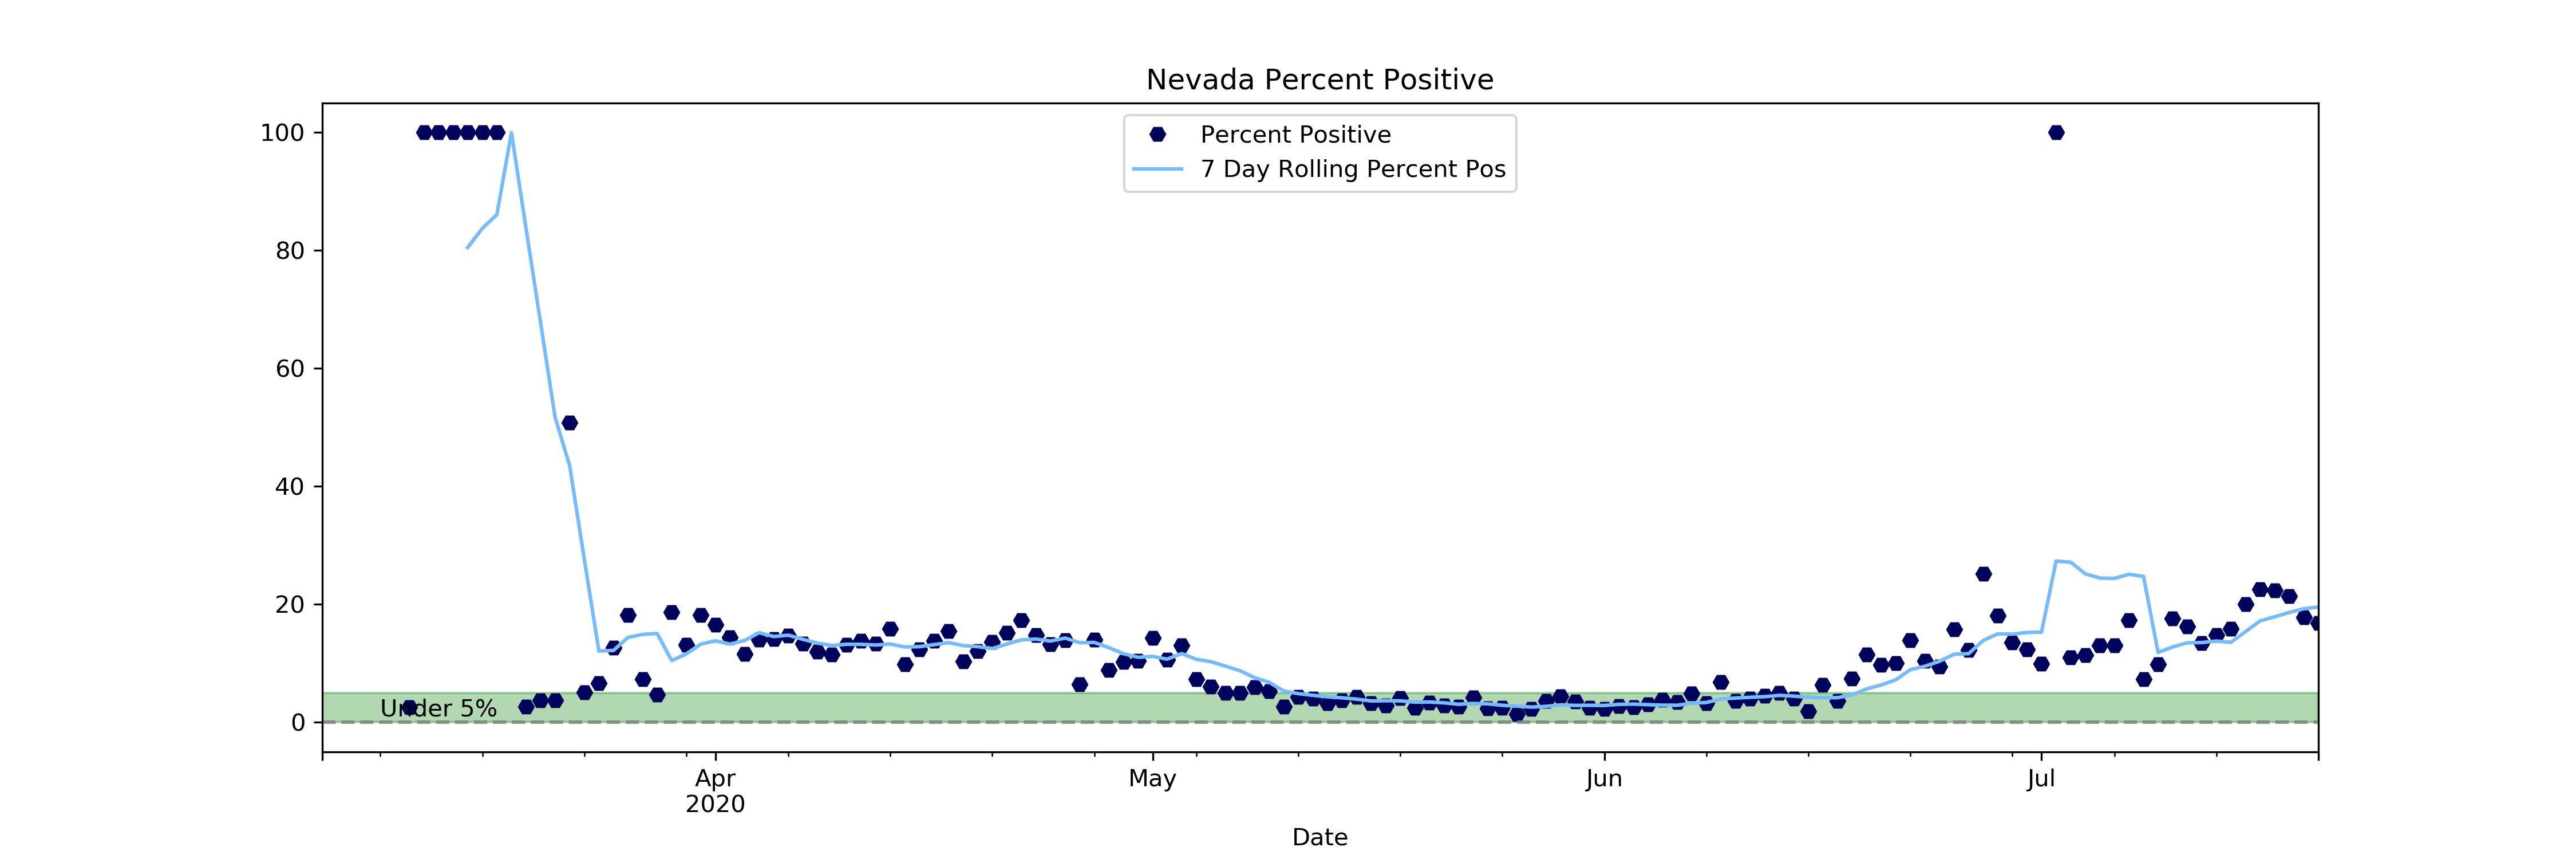 Nevada Percent Positive
Percent Positive
7 Day Rolling Percent Pos
100
80
60
40
20
0
Under 5%
Apr
2020
May
Jun
Jul
Date